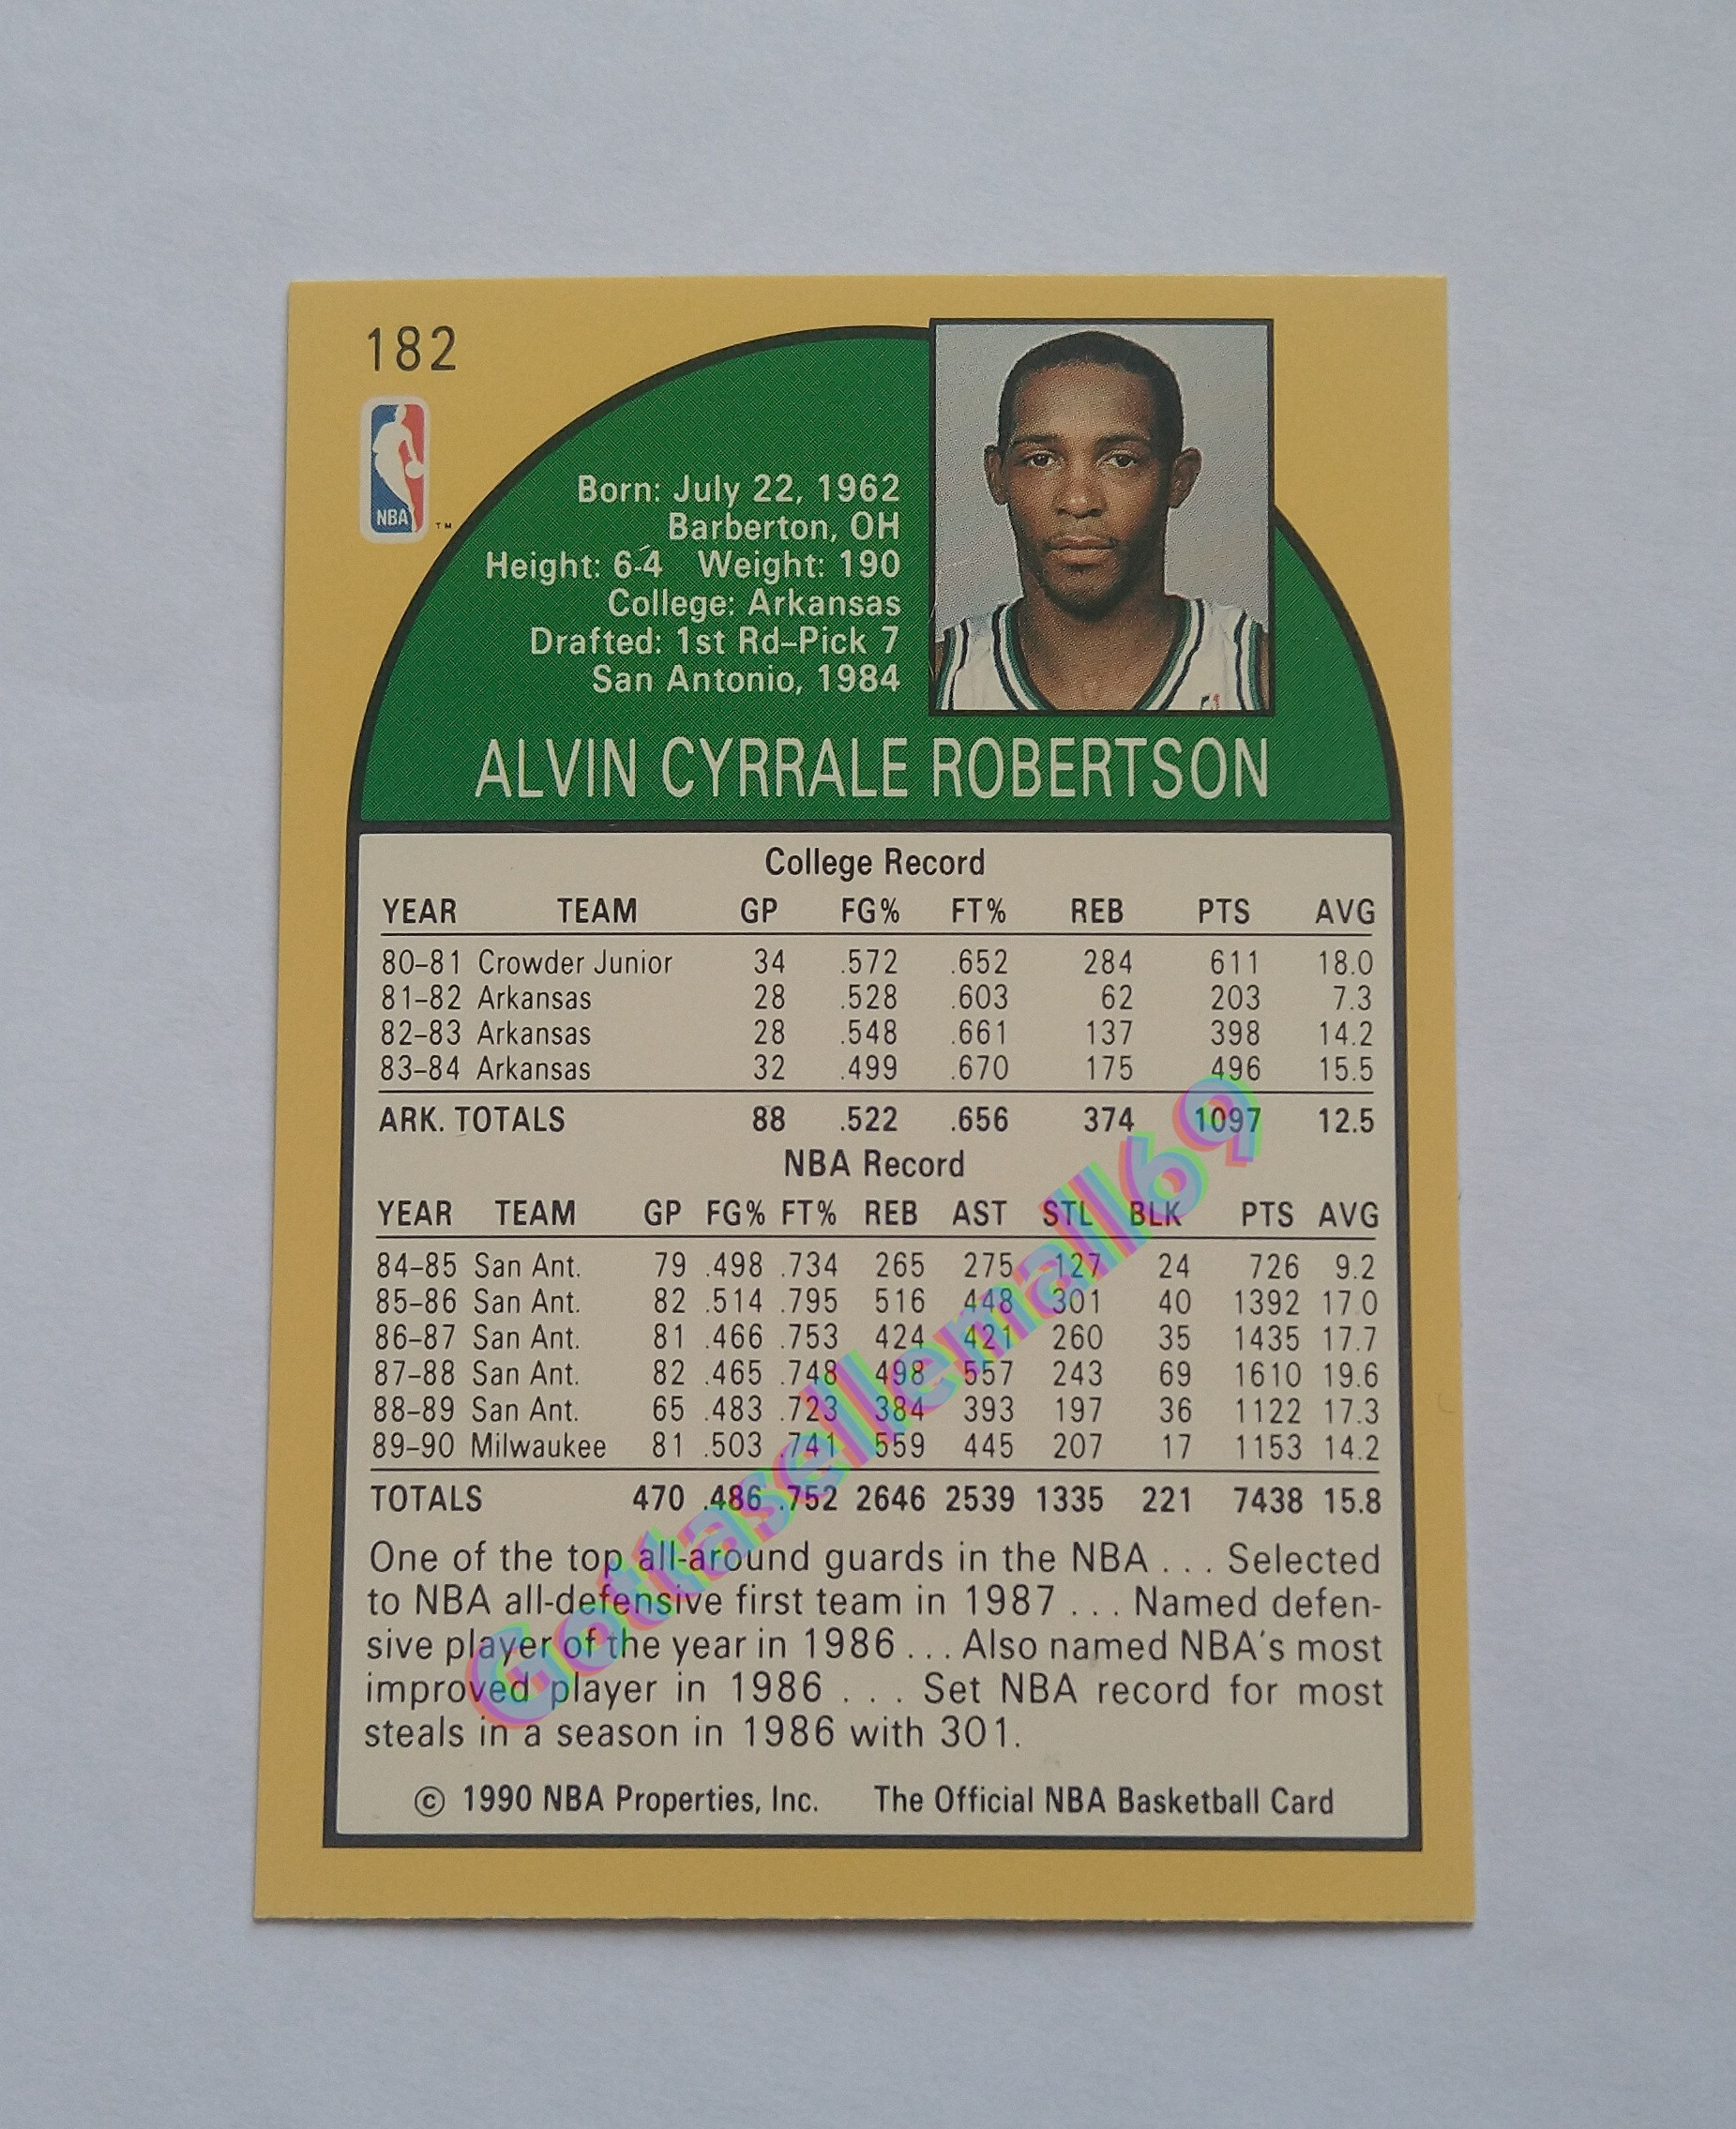 182
NBA
TM
Born: July 22, 1962
Barberton, OH
Height: 6-4 Weight: 190
College: Arkansas
Drafted: 1st Rd–Pick 7
San Antonio, 1984
ALVIN CYRRALE ROBERTSON
College Record
YEAR TEAM GP FG% FT% REB PTS AVG
80–81 Crowder Junior 34 .572 .652 284 611 18.0
81–82 Arkansas 28 .528 .603 62 203 7.3
82–83 Arkansas 28 .548 .661 137 398 14.2
83–84 Arkansas 32 .499 .670 175 496 15.5
ARK. TOTALS 88 .522 .656 374 1097 12.5
NBA Record
YEAR TEAM GP FG% FT% REB AST STL BLK PTS AVG
84–85 San Ant. 79 .498 .734 265 275 127 24 726 9.2
85–86 San Ant. 82 .514 .795 516 448 301 40 1392 17.0
86–87 San Ant. 81 .466 .753 424 421 260 35 1435 17.7
87–88 San Ant. 82 .465 .748 498 557 243 69 1610 19.6
88–89 San Ant. 65 .483 .723 384 393 197 36 1122 17.3
89–90 Milwaukee 81 .503 .741 559 445 207 17 1153 14.2
TOTALS 470 .486 .752 2646 2539 1335 221 7438 15.8
One of the top all-around guards in the NBA . . . Selected
to NBA all-defensive first team in 1987 . . . Named defen-
sive player of the year in 1986 . . . Also named NBA's most
improved player in 1986 . . . Set NBA record for most
steals in a season in 1986 with 301.
© 1990 NBA Properties, Inc. The Official NBA Basketball Card
Gottasellemall69